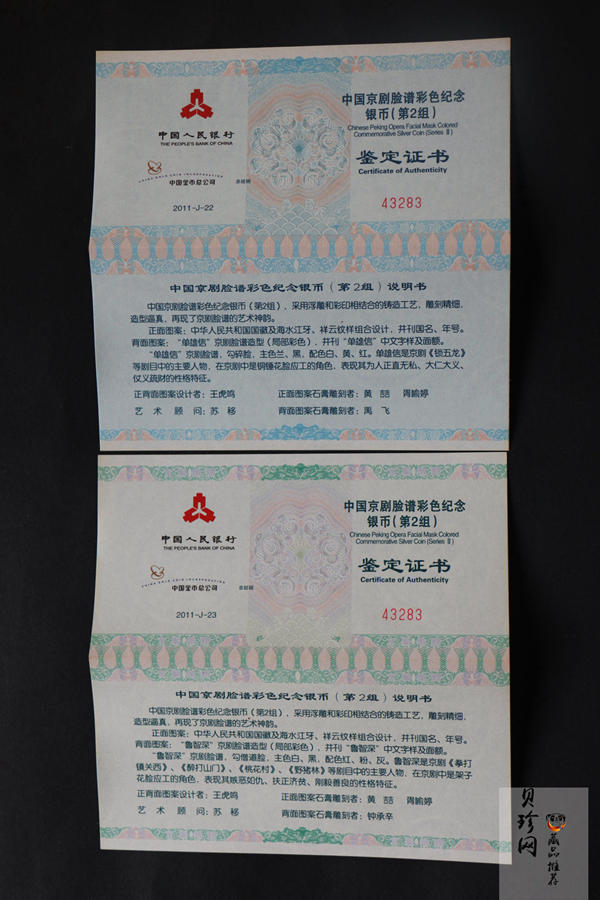 中国人民银行
THE PEOPLE'S BANK OF CHINA
CHINA GOLD COIN INCORPORATION
中国金币总公司
2011-J-22
中国京剧脸谱彩色纪念
银币(第2组)
Chinese Peking Opera Facial Mask Colored
Commemorative Silver Coin (Series Ⅱ)
鉴定证书
Certificate of Authenticity
43283
中国京剧脸谱彩色纪念银币(第2组)说明书
中国京剧脸谱彩色纪念银币(第2组),采用浮雕和彩印相结合的铸造工艺,雕刻精细,
造型逼真,再现了京剧脸谱的艺术神韵。
正面图案:中华人民共和国国徽及海水江牙、祥云纹样组合设计,并刊国名、年号。
背面图案:“单雄信”京剧脸谱造型(局部彩色),并刊“单雄信”中文字样及面额。
“单雄信”京剧脸谱,勾碎脸,主色兰、黑,配色白、黄、红。单雄信是京剧《锁五龙》
等剧目中的主要人物,在京剧中是铜锤花脸应工的角色,表现其为人正直无私、大仁大义、
仗义疏财的性格特征。
正背面图案设计者:王虎鸣 正面图案石膏雕刻者:黄喆 胥喻婷
艺术顾问:苏移 背面图案石膏雕刻者:禹飞
中国人民银行
THE PEOPLE'S BANK OF CHINA
CHINA GOLD COIN INCORPORATION
中国金币总公司
2011-J-23
中国京剧脸谱彩色纪念
银币(第2组)
Chinese Peking Opera Facial Mask Colored
Commemorative Silver Coin (Series Ⅱ)
鉴定证书
Certificate of Authenticity
43283
中国京剧脸谱彩色纪念银币(第2组)说明书
中国京剧脸谱彩色纪念银币(第2组),采用浮雕和彩印相结合的铸造工艺,雕刻精细,
造型逼真,再现了京剧脸谱的艺术神韵。
正面图案:中华人民共和国国徽及海水江牙、祥云纹样组合设计,并刊国名、年号。
背面图案:“鲁智深”京剧脸谱造型(局部彩色),并刊“鲁智深”中文字样及面额。
“鲁智深”京剧脸谱,勾僧道脸,主色白、黑,配色红、粉、灰。鲁智深是京剧《拳打
镇关西》、《醉打山门》、《桃花村》、《野猪林》等剧目中的主要人物,在京剧中是架子
花脸应工的角色,表现其嫉恶如仇、扶正济贫、刚毅善良的性格特征。
正背面图案设计者:王虎鸣 正面图案石膏雕刻者:黄喆 胥喻婷
艺术顾问:苏移 背面图案石膏雕刻者:钟承辛
贝珍网
藏品推荐